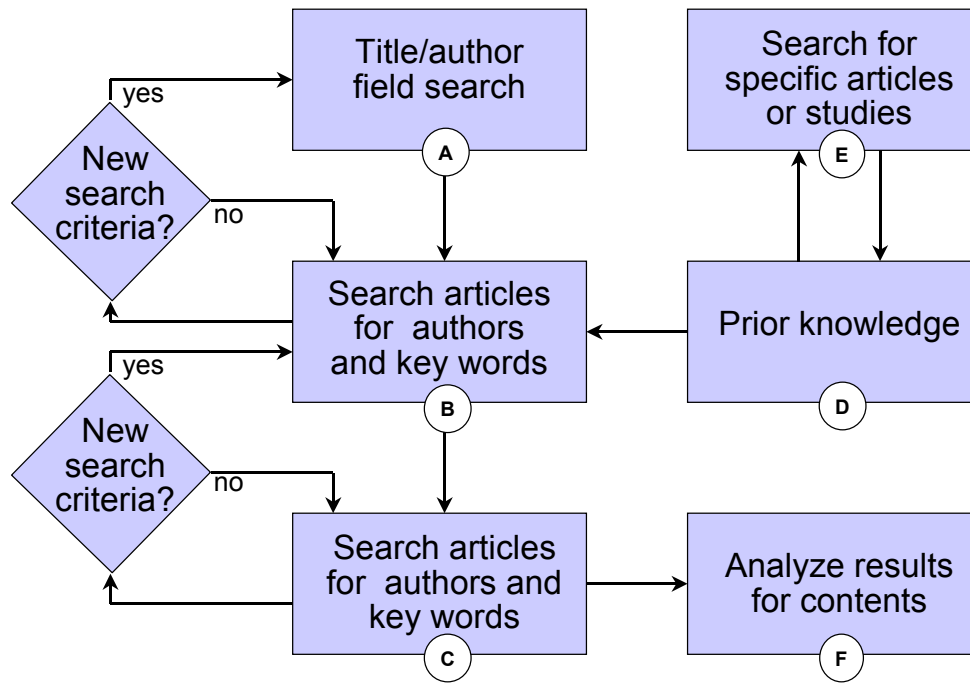 Title/author
field search
A
Search for
specific articles
or studies
E
yes
New
search
criteria?
no
Search articles
for authors
and key words
B
Prior knowledge
D
yes
New
search
criteria?
no
Search articles
for authors and
key words
C
Analyze results
for contents
F